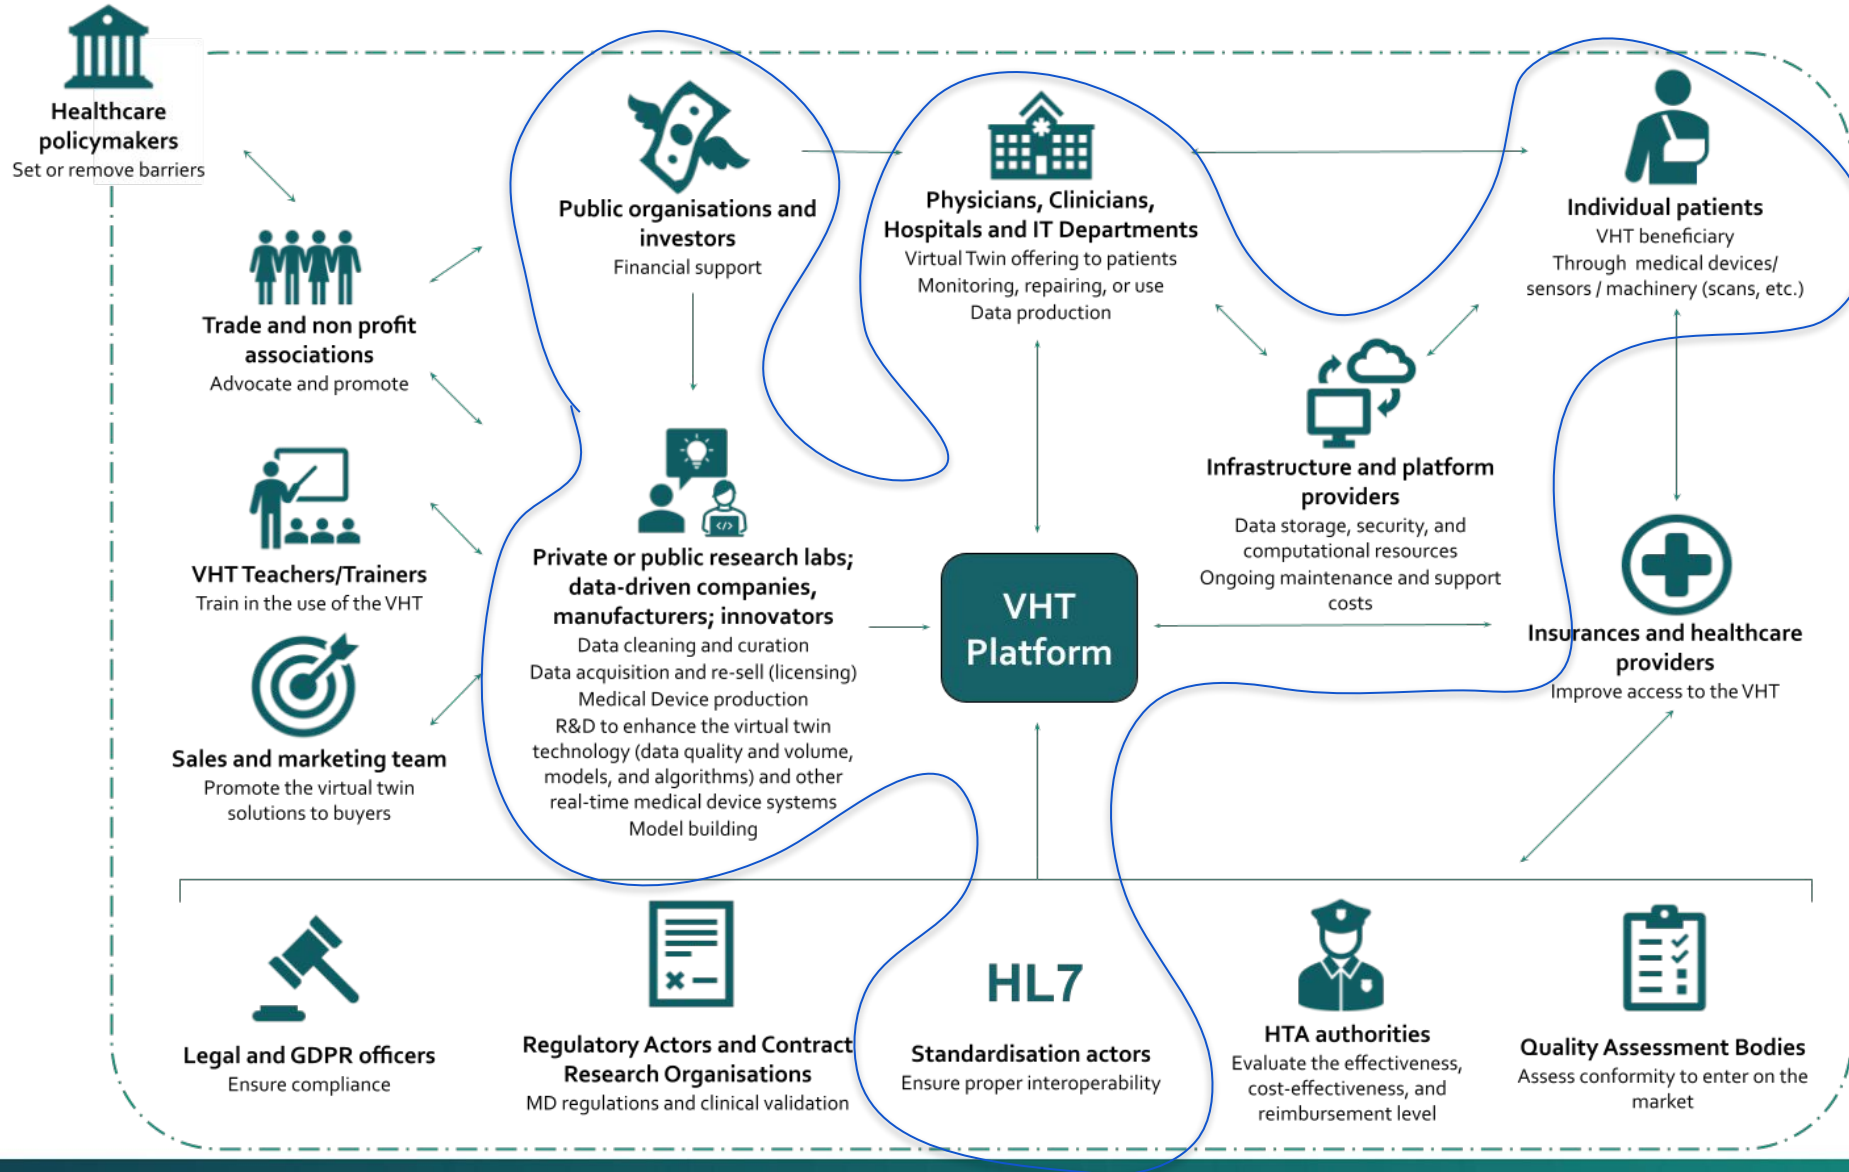 Healthcare
policymakers
Set or remove barriers
Trade and non profit
associations
Advocate and promote
VHT Teachers/Trainers
Train in the use of the VHT
Sales and marketing team
Promote the virtual twin
solutions to buyers
Public organisations and
investors
Financial support
</>
Private or public research labs;
data-driven companies,
manufacturers; innovators
Data cleaning and curation
Data acquisition and re-sell (licensing)
Medical Device production
R&D to enhance the virtual twin
technology (data quality and volume,
models, and algorithms) and other
real-time medical device systems
Model building
Physicians, Clinicians,
Hospitals and IT Departments
Virtual Twin offering to patients
Monitoring, repairing, or use
Data production
VHT
Platform
Individual patients
VHT beneficiary
Through medical devices/
sensors / machinery (scans, etc.)
Infrastructure and platform
providers
Data storage, security, and
computational resources
Ongoing maintenance and support
costs
Insurances and healthcare
providers
Improve access to the VHT
Legal and GDPR officers
Ensure compliance
Regulatory Actors and Contract
Research Organisations
MD regulations and clinical validation
HL7
Standardisation actors
Ensure proper interoperability
HTA authorities
Evaluate the effectiveness,
cost-effectiveness, and
reimbursement level
Quality Assessment Bodies
Assess conformity to enter on the
market